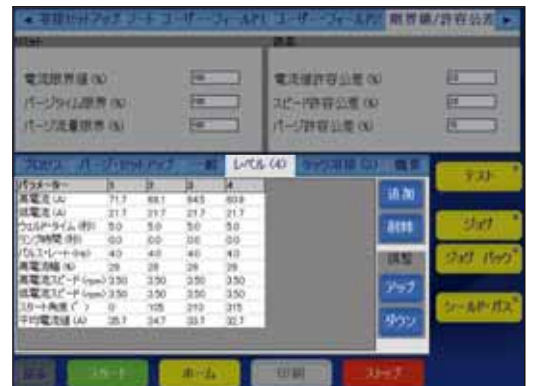 溶接セットアップ ノート ユーザーフィールド1 ユーザーフィールド2 限界値/許容公差
電流限界値 (%)
パージタイム限界 (%)
パージ流量限界 (%)
電流値許容公差 (%)
スピード許容公差 (%)
パージ許容公差 (%)
プロセス パージ・セットアップ 一般 レベル (4) タック溶接 (2) 概要
パラメーター 1 2 3 4
高電流 (A) 71.7 68.1 64.5 60.9
低電流 (A) 21.7 21.7 21.7 21.7
ウェルド・タイム (秒) 5.0 5.0 5.0 5.0
ランプ時間 (秒) 0.0 0.0 0.0 0.0
パルス・レート (Hz) 4.0 4.0 4.0 4.0
高電流幅 (%) 28 28 28 28
高電流スピード (rpm) 3.50 3.50 3.50 3.50
低電流スピード (rpm) 3.50 3.50 3.50 3.50
スタート角度 (°) 0 105 210 315
平均電流値 (A) 35.7 34.7 33.7 32.7
追加
削除
調整
アップ
ダウン
テスト
ジョグ
ジョグ バック
シールド・ガス
戻る スタート ホーム 印刷 ストップ